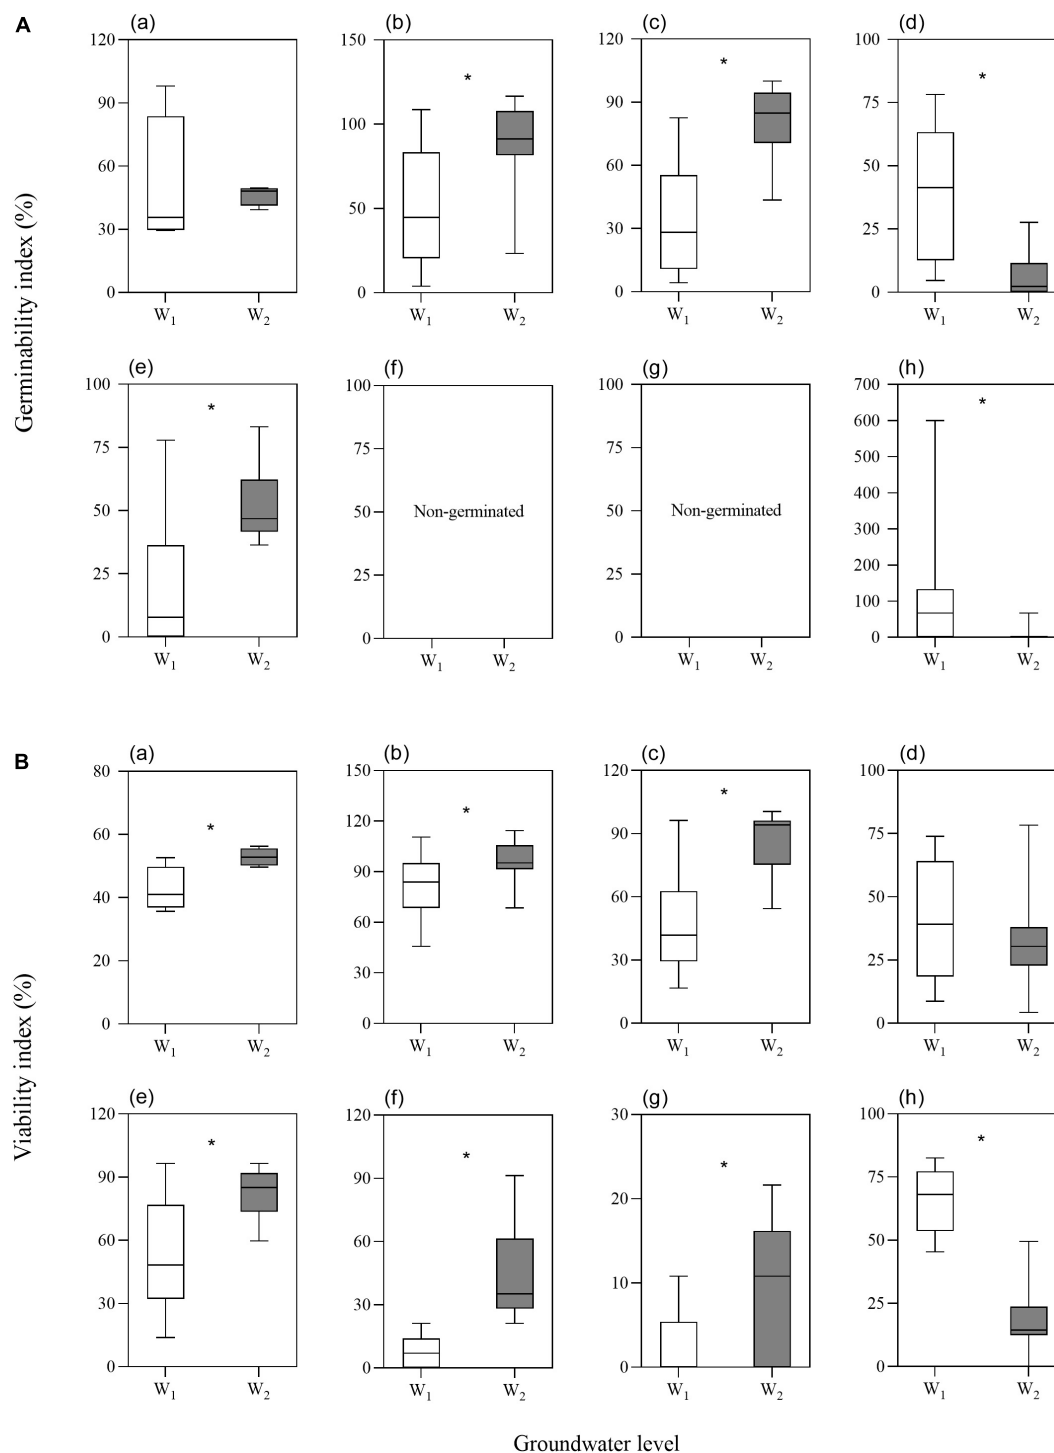 A
(a) (b) (c) (d)
120 150 120 100
*
*
*
90 100 90 75
60 60 50
50
30 30 25
0 0 0 0
W1 W2 W1 W2 W1 W2 W1 W2
Germinability index (%)
(e) (f) (g) (h)
100 100 100 700
* *
600
75 75 75
500
400
50 Non-germinated 50 Non-germinated 50
300
25 25 25 200
100
0 0 0 0
W1 W2 W1 W2 W1 W2 W1 W2
B
(a) (b) (c) (d)
80 150 120 100
* * *
60 120 90 75
90
40 60 50
60
20 30 30 25
0 0 0 0
W1 W2 W1 W2 W1 W2 W1 W2
Viability index (%)
(e) (f) (g) (h)
120 120 30 100
* * * *
90 90 20 75
60 60 50
30 30 10 25
0 0 0 0
W1 W2 W1 W2 W1 W2 W1 W2
Groundwater level